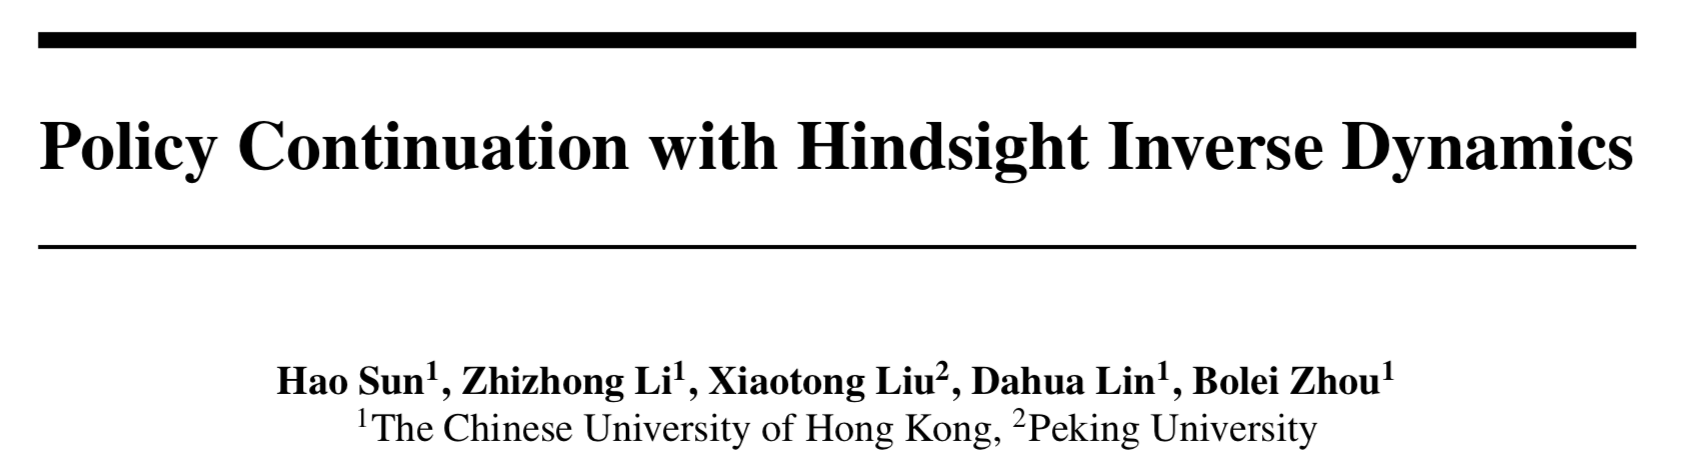 Policy Continuation with Hindsight Inverse Dynamics
Hao Sun¹, Zhizhong Li¹, Xiaotong Liu², Dahua Lin¹, Bolei Zhou¹
¹The Chinese University of Hong Kong, ²Peking University